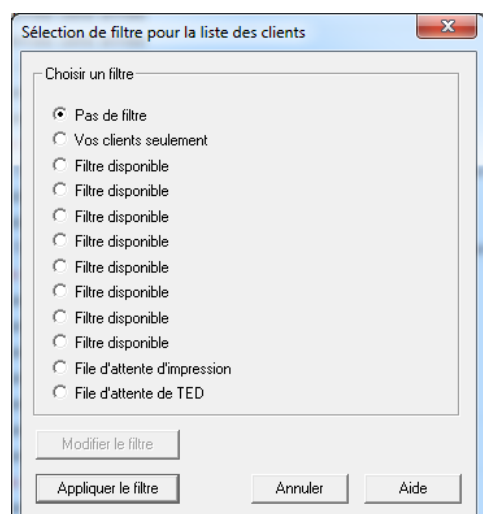 Sélection de filtre pour la liste des clients
Choisir un filtre
Pas de filtre
Vos clients seulement
Filtre disponible
Filtre disponible
Filtre disponible
Filtre disponible
Filtre disponible
Filtre disponible
Filtre disponible
Filtre disponible
File d'attente d'impression
File d'attente de TED
Modifier le filtre
Appliquer le filtre Annuler Aide